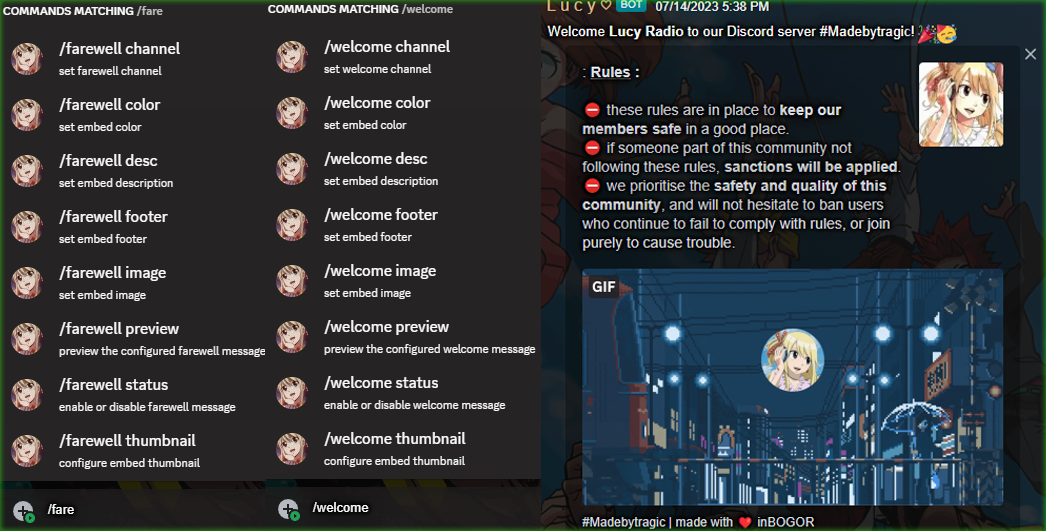 COMMANDS MATCHING /fare
/farewell channel
set farewell channel
/farewell color
set embed color
/farewell desc
set embed description
/farewell footer
set embed footer
/farewell image
set embed image
/farewell preview
preview the configured farewell message
/farewell status
enable or disable farewell message
/farewell thumbnail
configure embed thumbnail
/fare
COMMANDS MATCHING /welcome
/welcome channel
set welcome channel
/welcome color
set embed color
/welcome desc
set embed description
/welcome footer
set embed footer
/welcome image
set embed image
/welcome preview
preview the configured welcome message
/welcome status
enable or disable welcome message
/welcome thumbnail
configure embed thumbnail
/welcome
L u c y ♡ BOT 07/14/2023 5:38 PM
Welcome Lucy Radio to our Discord server #Madebytragic! 🎉🥳
: Rules :
⛔ these rules are in place to keep our
members safe in a good place.
⛔ if someone part of this community not
following these rules, sanctions will be applied.
⛔ we prioritise the safety and quality of this
community, and will not hesitate to ban users
who continue to fail to comply with rules, or join
purely to cause trouble.
GIF
#Madebytragic | made with ❤️ inBOGOR